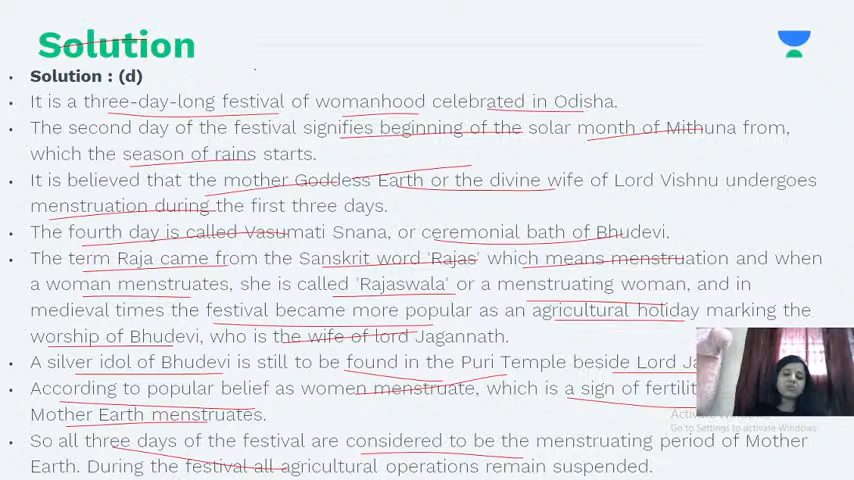 Solution
• Solution : (d)
• It is a three-day-long festival of womanhood celebrated in Odisha.
• The second day of the festival signifies beginning of the solar month of Mithuna from,
which the season of rains starts.
• It is believed that the mother Goddess Earth or the divine wife of Lord Vishnu undergoes
menstruation during the first three days.
• The fourth day is called Vasumati Snana, or ceremonial bath of Bhudevi.
• The term Raja came from the Sanskrit word 'Rajas' which means menstruation and when
a woman menstruates, she is called 'Rajaswala' or a menstruating woman, and in
medieval times the festival became more popular as an agricultural holiday marking the
worship of Bhudevi, who is the wife of lord Jagannath.
• A silver idol of Bhudevi is still to be found in the Puri Temple beside Lord
• According to popular belief as women menstruate, which is a sign of
Mother Earth menstruates.
Activate Windows
Go to Settings to activate Windows.
• So all three days of the festival are considered to be the menstruating period of Mother
Earth. During the festival all agricultural operations remain suspended.